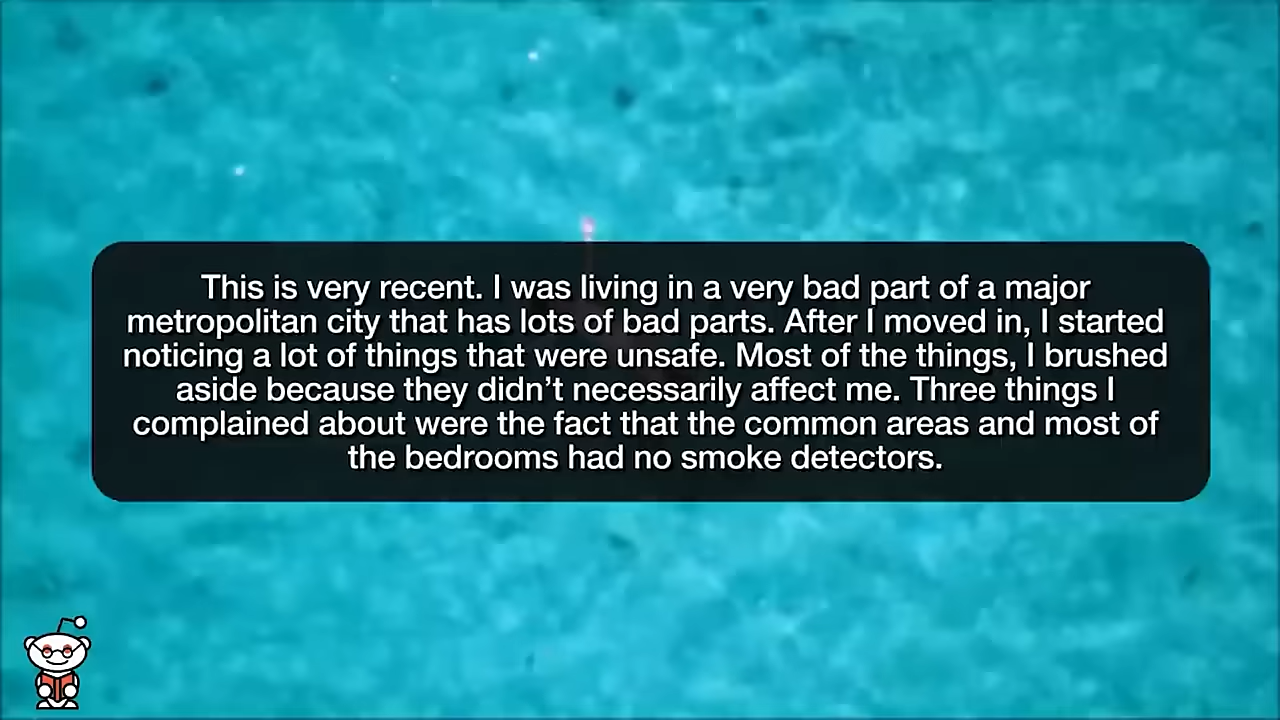 This is very recent. I was living in a very bad part of a major
metropolitan city that has lots of bad parts. After I moved in, I started
noticing a lot of things that were unsafe. Most of the things, I brushed
aside because they didn’t necessarily affect me. Three things I
complained about were the fact that the common areas and most of
the bedrooms had no smoke detectors.